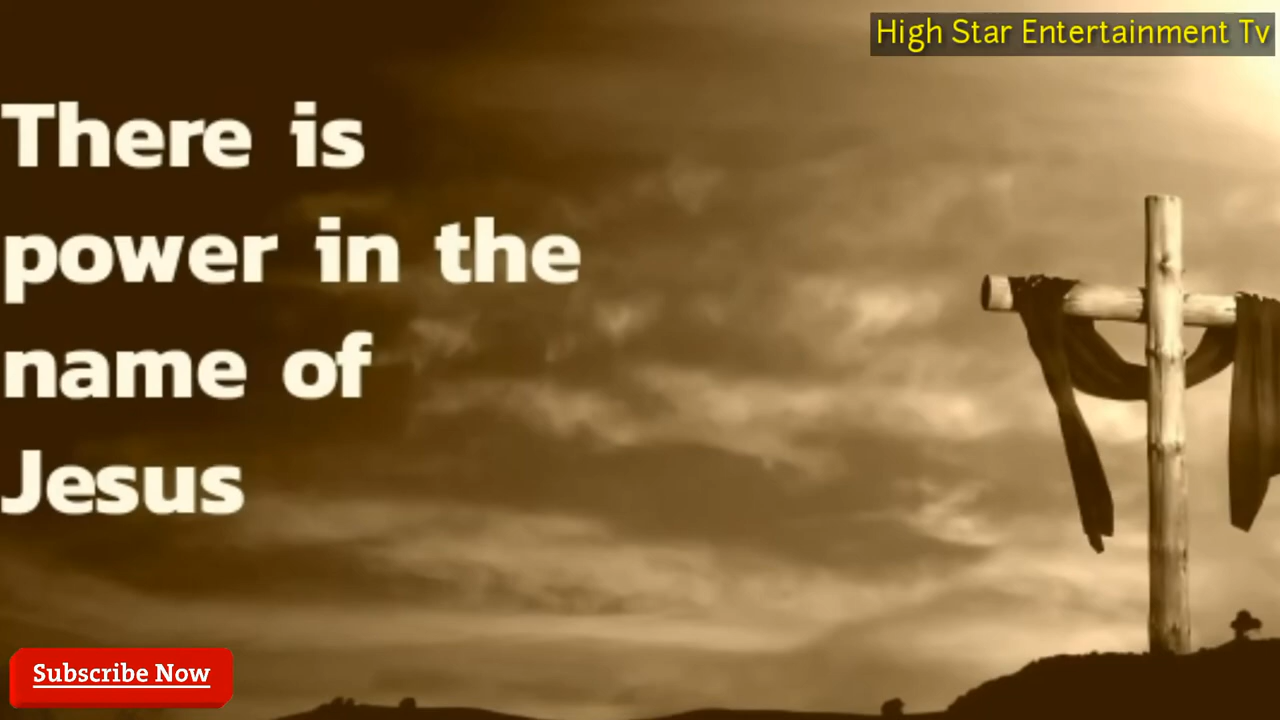 High Star Entertainment Tv
There is
power in the
name of
Jesus
Subscribe Now